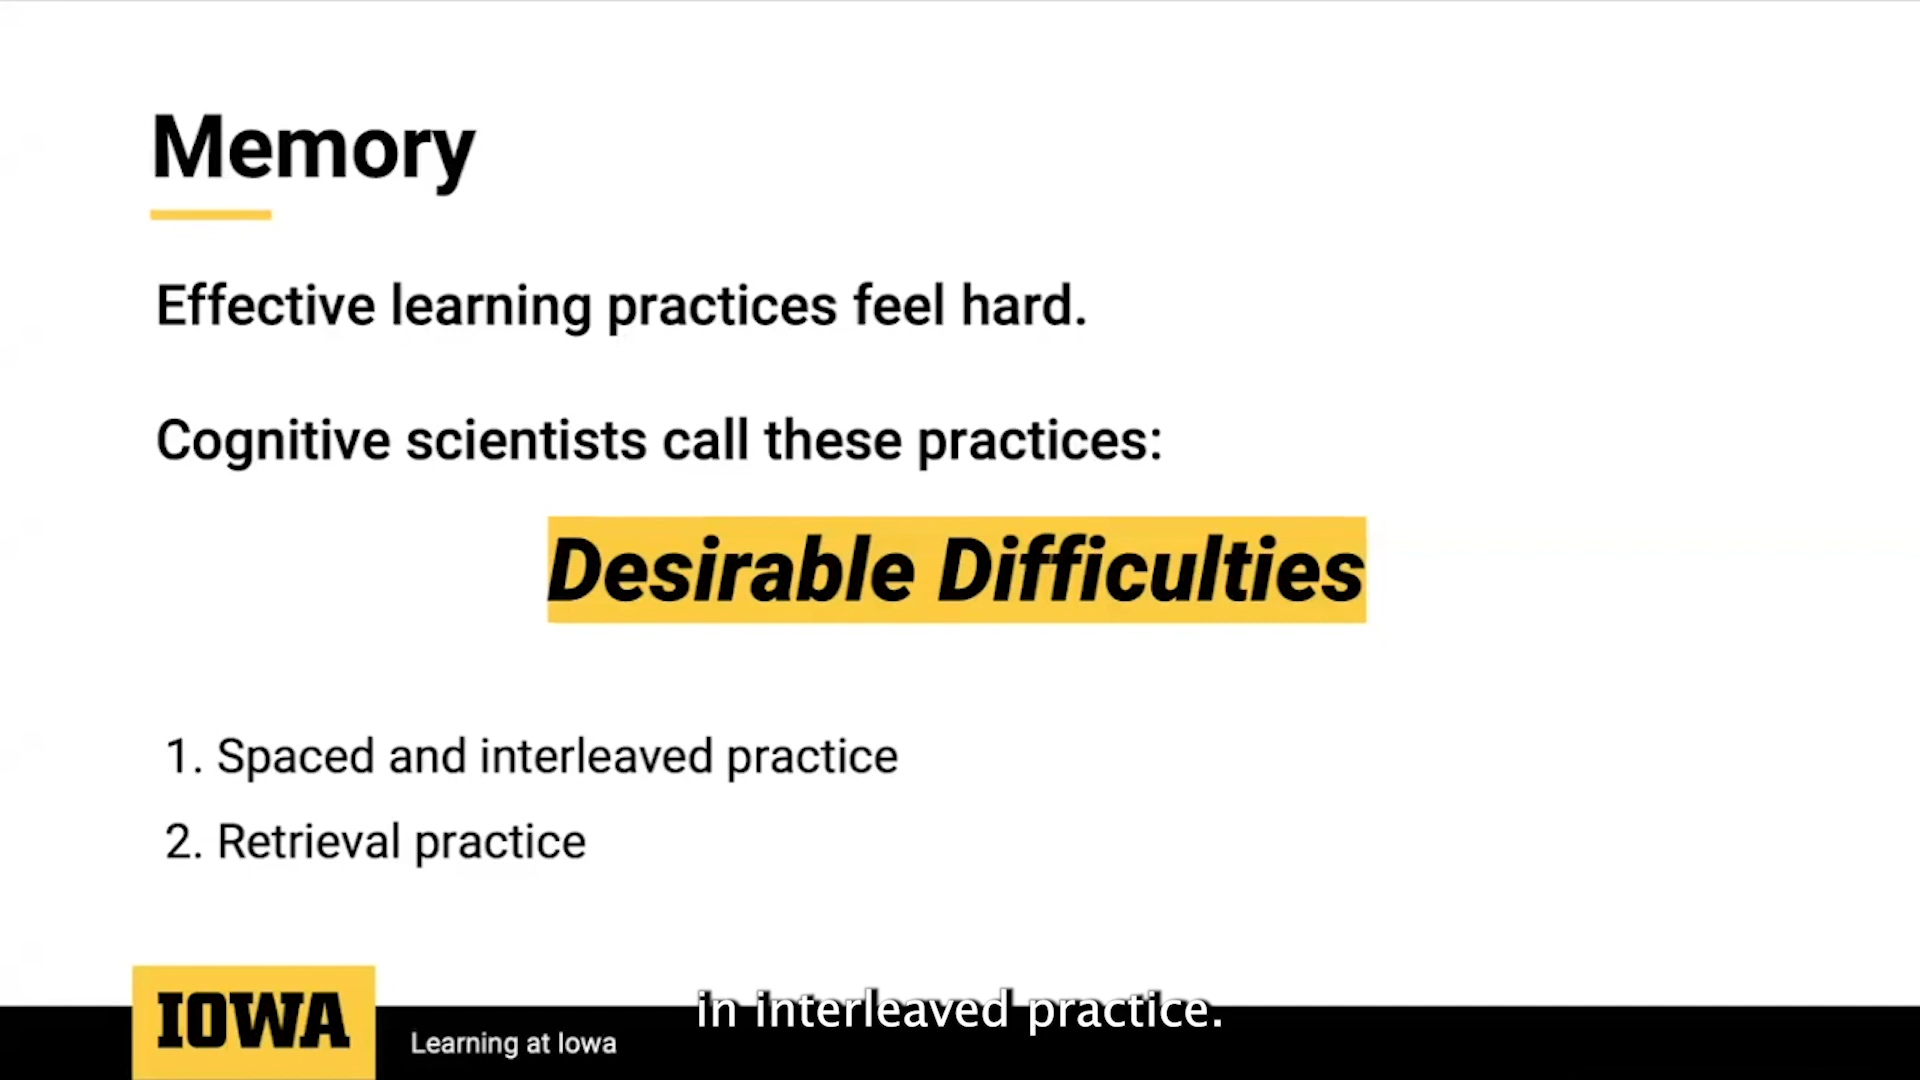 Memory
Effective learning practices feel hard.
Cognitive scientists call these practices:
Desirable Difficulties
1. Spaced and interleaved practice
2. Retrieval practice
in interleaved practice.
IOWA
Learning at Iowa